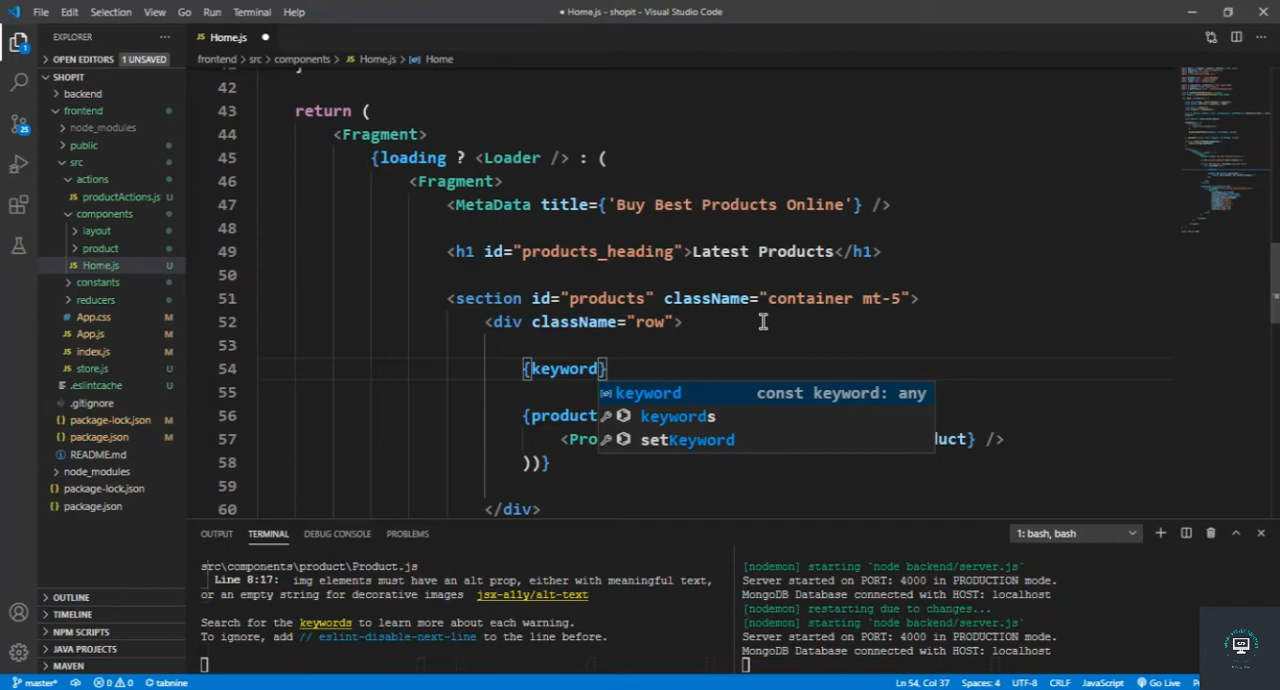 File Edit Selection View Go Run Terminal Help
● Home.js - shopit - Visual Studio Code
EXPLORER
OPEN EDITORS 1 UNSAVED
SHOPIT
backend
frontend
node_modules
public
src
actions
productActions.js U
components
layout
product
Home.js U
constants
reducers
App.css M
App.js M
index.js M
store.js U
.eslintcache U
.gitignore
package-lock.json M
package.json M
README.md
node_modules
package-lock.json
package.json
OUTLINE
TIMELINE
NPM SCRIPTS
JAVA PROJECTS
MAVEN
1
25
JS Home.js ●
frontend > src > components > JS Home.js > Home
42
43 return (
44 <Fragment>
45 {loading ? <Loader /> : (
46 <Fragment>
47 <MetaData title={'Buy Best Products Online'} />
48
49 <h1 id="products_heading">Latest Products</h1>
50
51 <section id="products" className="container mt-5">
52 <div className="row">
53
54 {keyword}
keyword const keyword: any
keywords
setKeyword
55
56 {product
57 <Pro duct} />
58 ))}
59
60 </div>
OUTPUT TERMINAL DEBUG CONSOLE PROBLEMS
1: bash, bash
src\components\product\Product.js
Line 8:17: img elements must have an alt prop, either with meaningful text,
or an empty string for decorative images jsx-a11y/alt-text
Search for the keywords to learn more about each warning.
To ignore, add // eslint-disable-next-line to the line before.
[nodemon] starting `node backend/server.js`
Server started on PORT: 4000 in PRODUCTION mode.
MongoDB Database connected with HOST: localhost
[nodemon] restarting due to changes...
[nodemon] starting `node backend/server.js`
Server started on PORT: 4000 in PRODUCTION mode.
MongoDB Database connected with HOST: localhost
master* 0 0 tabnine
Ln 54, Col 37 Spaces: 4 UTF-8 CRLF JavaScript Go Live